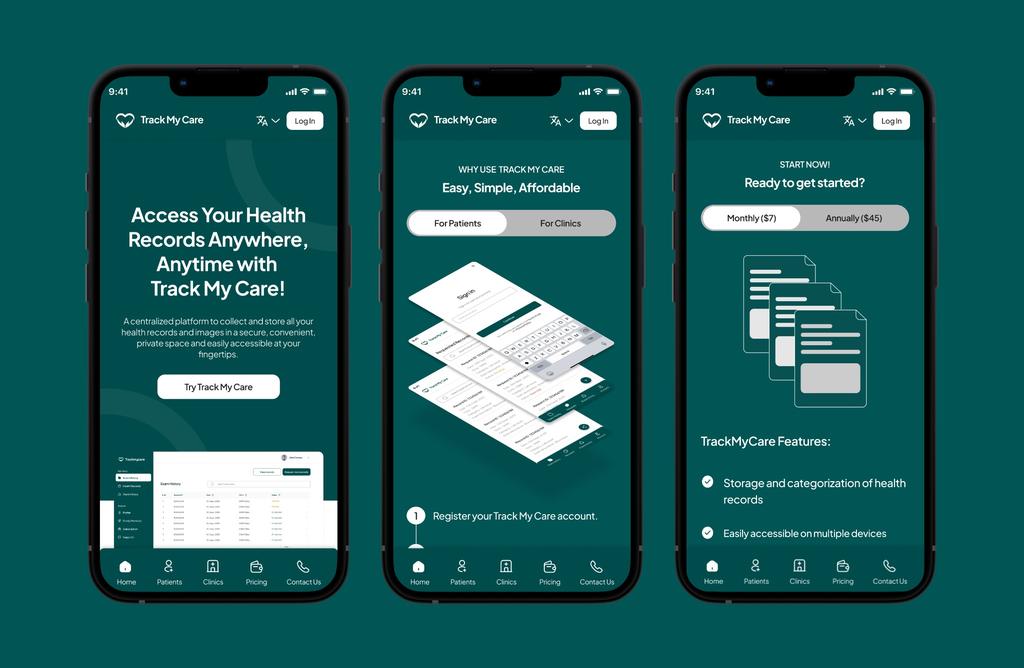 9:41
Track My Care
Log In
Access Your Health
Records Anywhere,
Anytime with
Track My Care!
A centralized platform to collect and store all your
health records and images in a secure, convenient,
private space and easily accessible at your
fingertips.
Try Track My Care
Exam History
Home
Patients
Clinics
Pricing
Contact Us
9:41
Track My Care
Log In
WHY USE TRACK MY CARE
Easy, Simple, Affordable
For Patients
For Clinics
Sign in
1
Register your Track My Care account.
Home
Patients
Clinics
Pricing
Contact Us
9:41
Track My Care
Log In
START NOW!
Ready to get started?
Monthly ($7)
Annually ($45)
TrackMyCare Features:
Storage and categorization of health
records
Easily accessible on multiple devices
Home
Patients
Clinics
Pricing
Contact Us